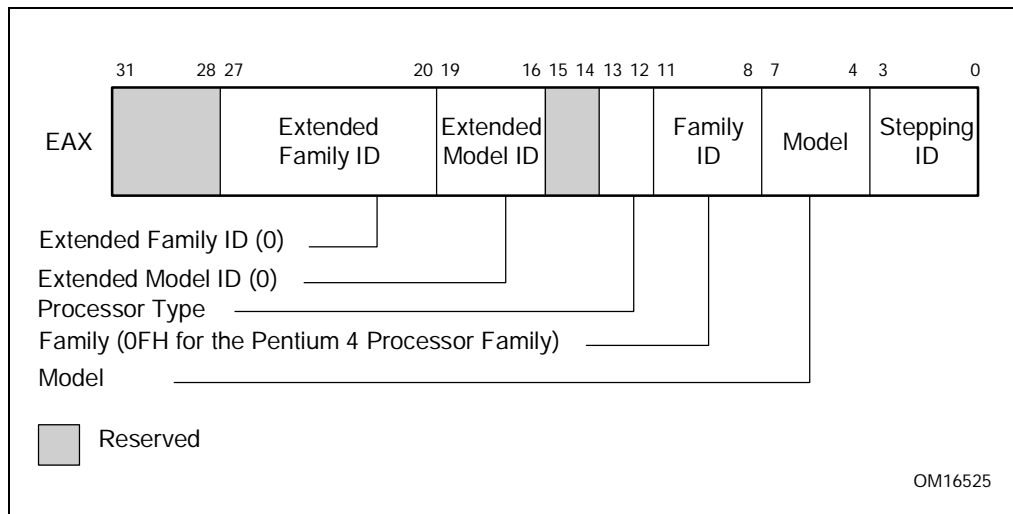 31 28 27 20 19 16 15 14 13 12 11 8 7 4 3 0
EAX
Extended Family ID
Extended Model ID
Family ID
Model
Stepping ID
Extended Family ID (0)
Extended Model ID (0)
Processor Type
Family (0FH for the Pentium 4 Processor Family)
Model
Reserved
OM16525